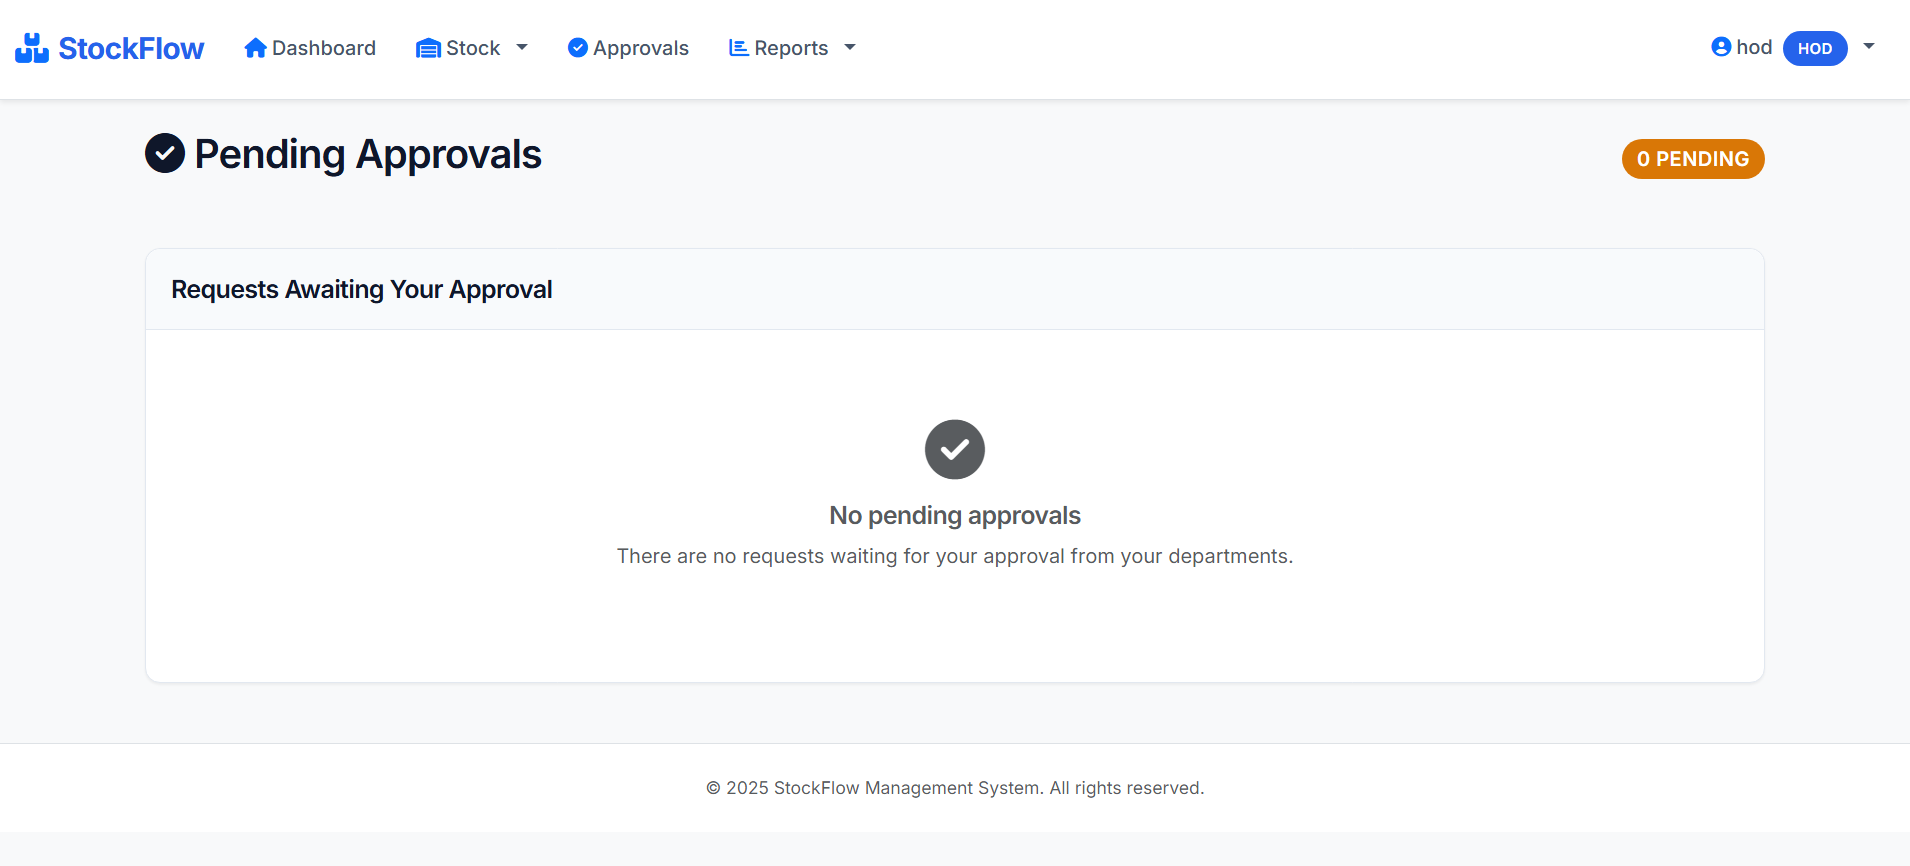 StockFlow Dashboard Stock Approvals Reports hod HOD
Pending Approvals 0 PENDING
Requests Awaiting Your Approval
No pending approvals
There are no requests waiting for your approval from your departments.
© 2025 StockFlow Management System. All rights reserved.